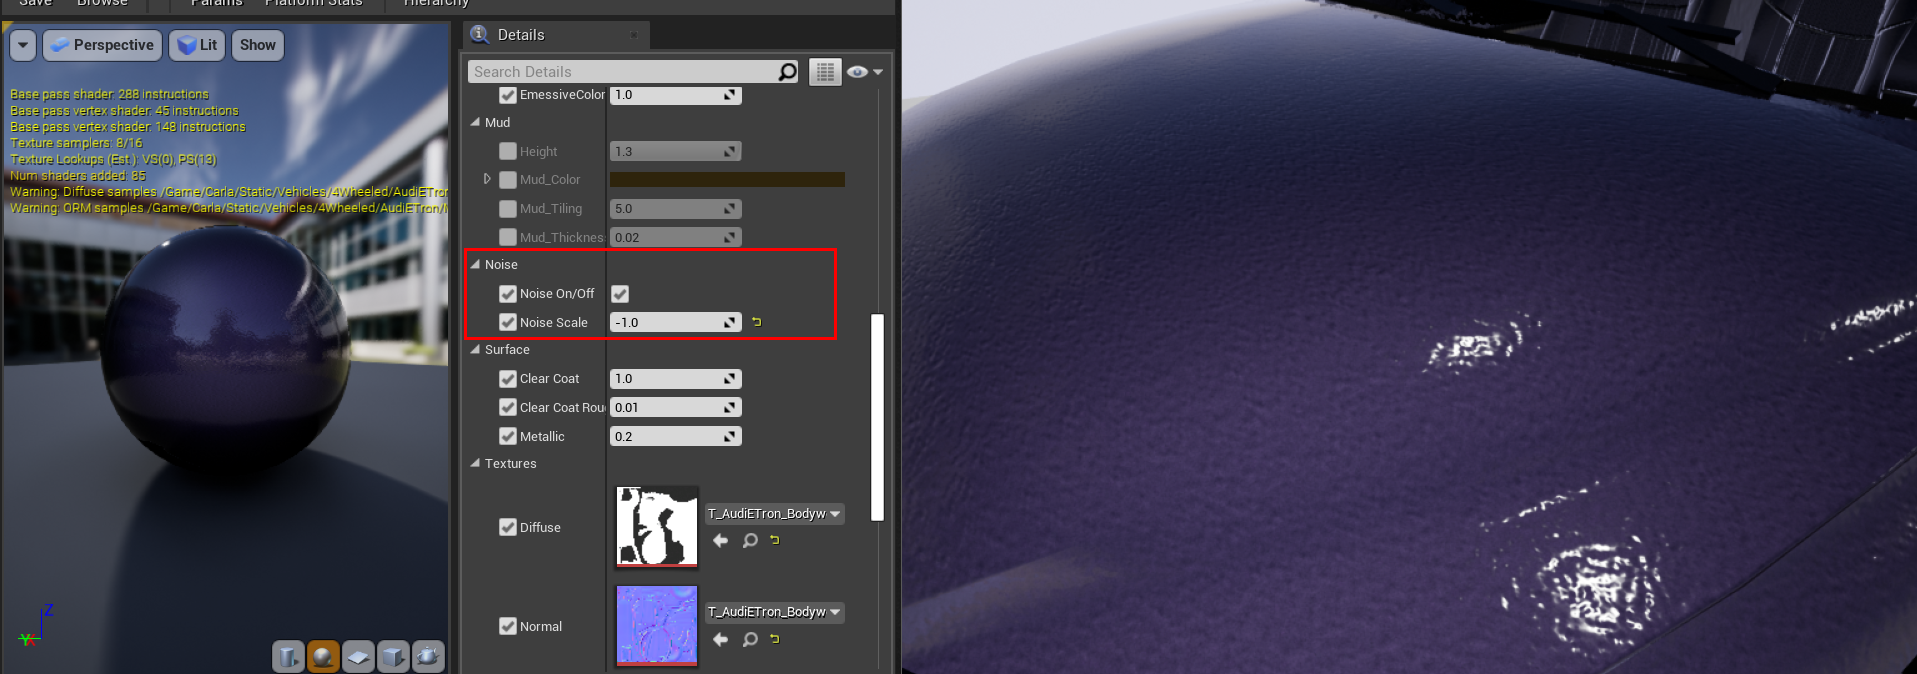 Save Browse Params Platform Stats Hierarchy
Perspective Lit Show
Base pass shader: 288 instructions
Base pass vertex shader: 45 instructions
Base pass vertex shader: 148 instructions
Texture samplers: 8/16
Texture Lookups (Est.): VS(0), PS(13)
Num shaders added: 85
Warning: Diffuse samples /Game/Carla/Static/Vehicles/4Wheeled/AudiETron
Warning: ORM samples /Game/Carla/Static/Vehicles/4Wheeled/AudiETron/M
Z
Y
X
Details
Search Details
EmessiveColor 1.0
Mud
Height 1.3
Mud_Color
Mud_Tiling 5.0
Mud_Thicknes 0.02
Noise
Noise On/Off
Noise Scale -1.0
Surface
Clear Coat 1.0
Clear Coat Rou 0.01
Metallic 0.2
Textures
Diffuse T_AudiETron_Bodyw
Normal T_AudiETron_Bodyw